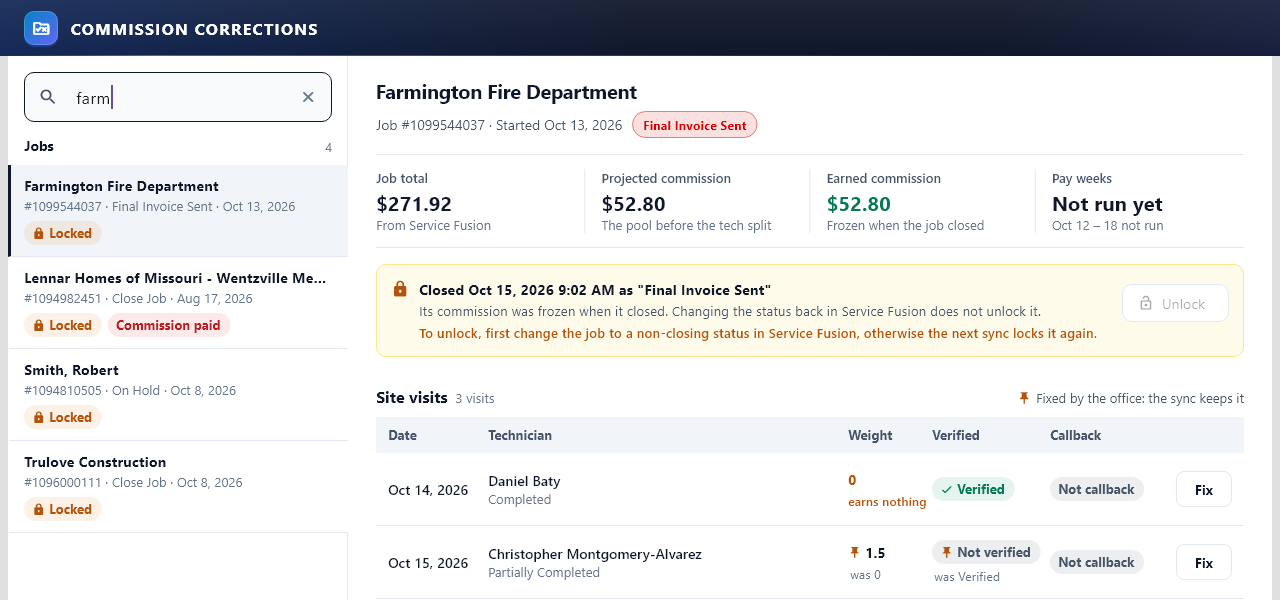 COMMISSION CORRECTIONS
farm
Jobs 4
Farmington Fire Department
#1099544037 · Final Invoice Sent · Oct 13, 2026
Locked
Lennar Homes of Missouri - Wentzville Me...
#1094982451 · Close Job · Aug 17, 2026
Locked Commission paid
Smith, Robert
#1094810505 · On Hold · Oct 8, 2026
Locked
Trulove Construction
#1096000111 · Close Job · Oct 8, 2026
Locked
Farmington Fire Department
Job #1099544037 · Started Oct 13, 2026 Final Invoice Sent
Job total Projected commission Earned commission Pay weeks
$271.92 $52.80 $52.80 Not run yet
From Service Fusion The pool before the tech split Frozen when the job closed Oct 12 – 18 not run
Closed Oct 15, 2026 9:02 AM as "Final Invoice Sent"
Its commission was frozen when it closed. Changing the status back in Service Fusion does not unlock it.
To unlock, first change the job to a non-closing status in Service Fusion, otherwise the next sync locks it again.
Unlock
Site visits 3 visits Fixed by the office: the sync keeps it
Date Technician Weight Verified Callback
Oct 14, 2026 Daniel Baty 0 Verified Not callback Fix
Completed earns nothing
Oct 15, 2026 Christopher Montgomery-Alvarez 1.5 Not verified Not callback Fix
Partially Completed was 0 was Verified